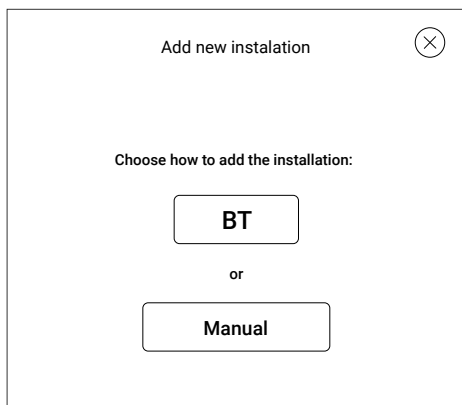 Add new instalation
Choose how to add the installation:
BT
or
Manual